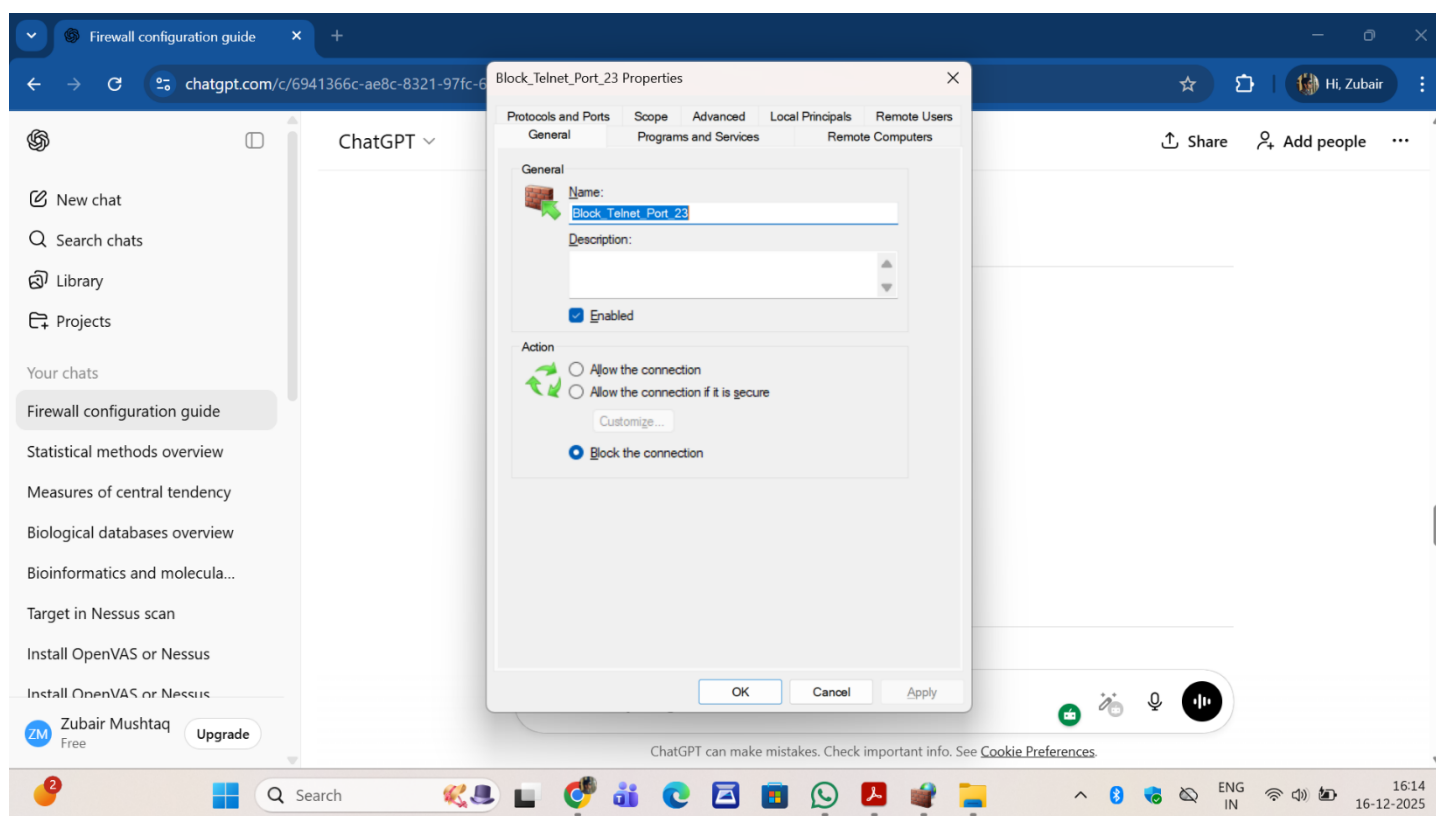 Firewall configuration guide
chatgpt.com/c/6941366c-ae8c-8321-97fc-6
Hi, Zubair
ChatGPT
Share
Add people
New chat
Search chats
Library
Projects
Your chats
Firewall configuration guide
Statistical methods overview
Measures of central tendency
Biological databases overview
Bioinformatics and molecula...
Target in Nessus scan
Install OpenVAS or Nessus
Install OpenVAS or Nessus
ZM
Zubair Mushtaq
Free
Upgrade
Block_Telnet_Port_23 Properties
Protocols and Ports Scope Advanced Local Principals Remote Users
General Programs and Services Remote Computers
General
Name:
Block_Telnet_Port_23
Description:
Enabled
Action
Allow the connection
Allow the connection if it is secure
Customize...
Block the connection
OK Cancel Apply
ChatGPT can make mistakes. Check important info. See Cookie Preferences.
2
Search
ENG
IN
16:14
16-12-2025